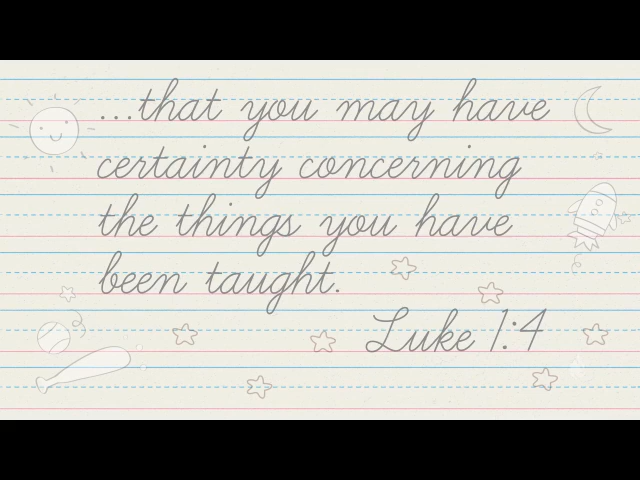 ...that you may have
certainty concerning
the things you have
been taught.
Luke 1:4